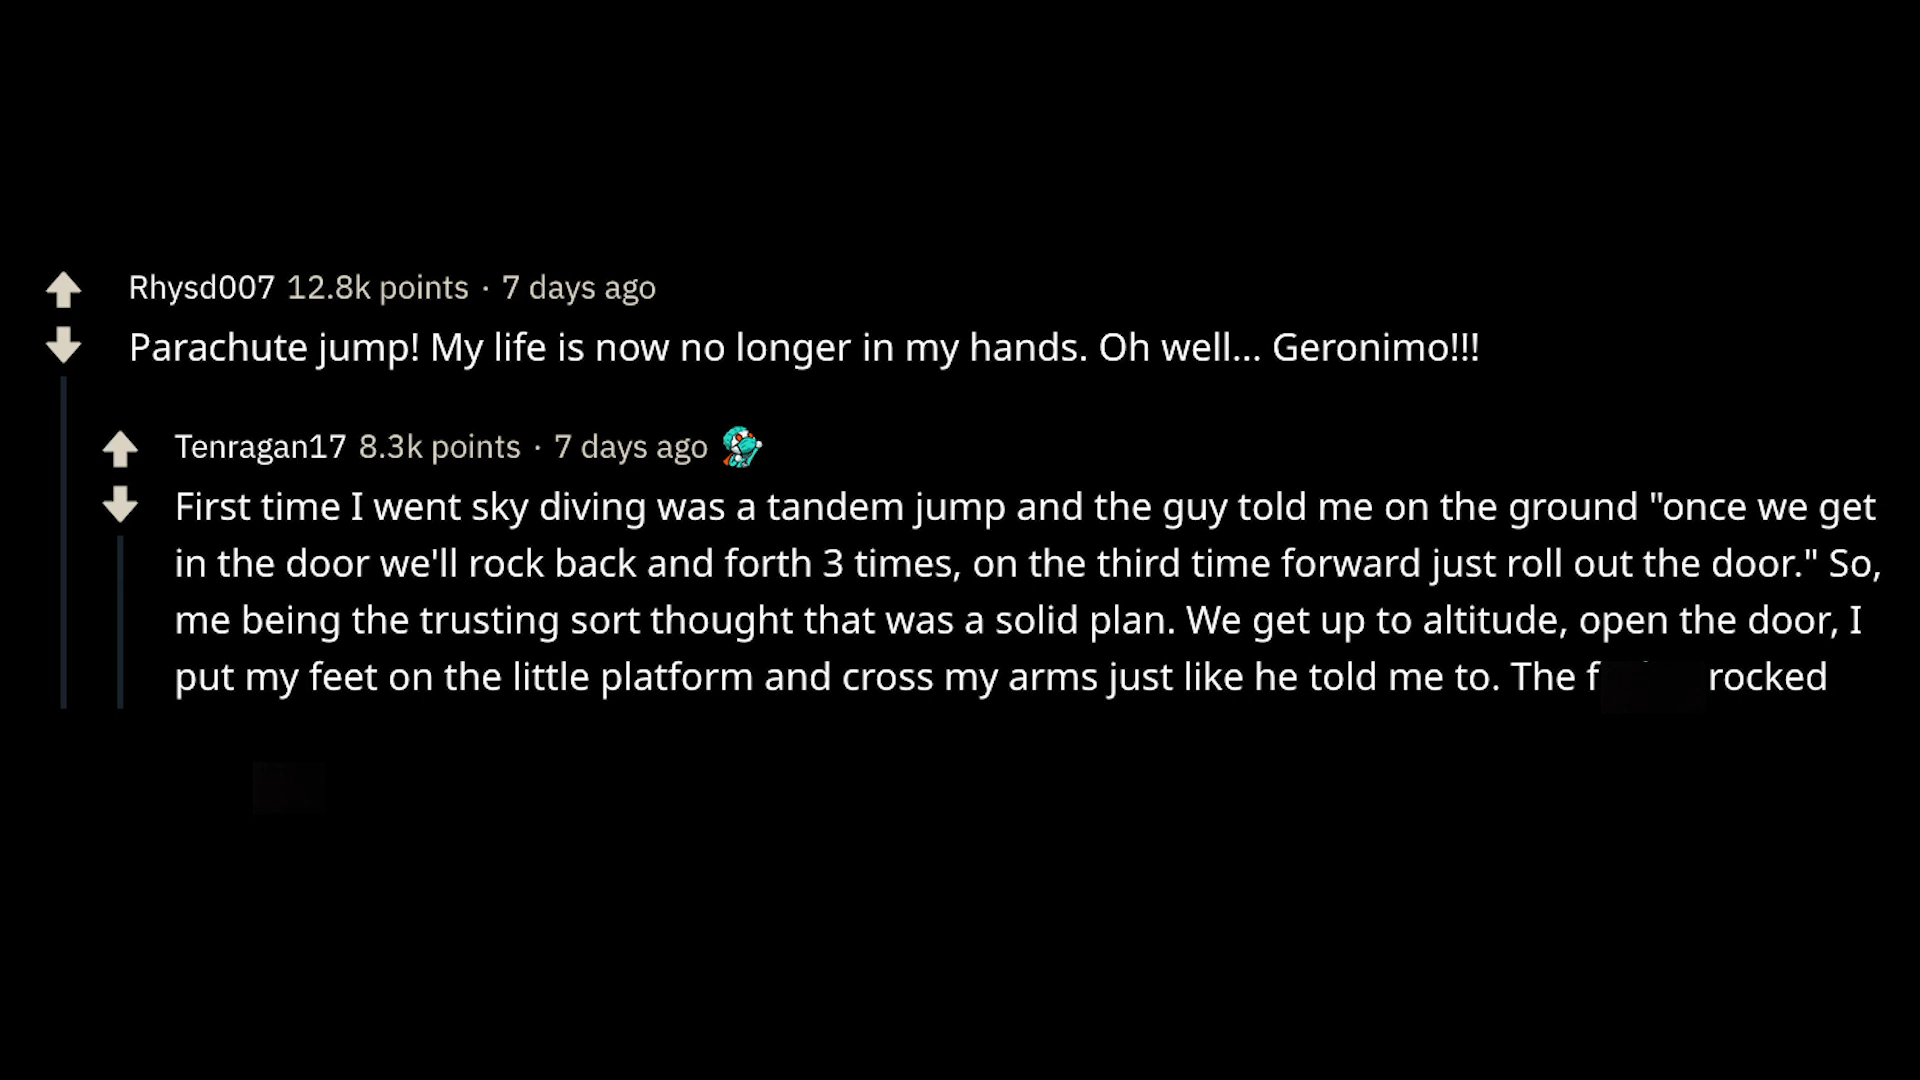 Rhysd007 12.8k points · 7 days ago
Parachute jump! My life is now no longer in my hands. Oh well... Geronimo!!!
Tenragan17 8.3k points · 7 days ago
First time I went sky diving was a tandem jump and the guy told me on the ground "once we get
in the door we'll rock back and forth 3 times, on the third time forward just roll out the door." So,
me being the trusting sort thought that was a solid plan. We get up to altitude, open the door, I
put my feet on the little platform and cross my arms just like he told me to. The f rocked